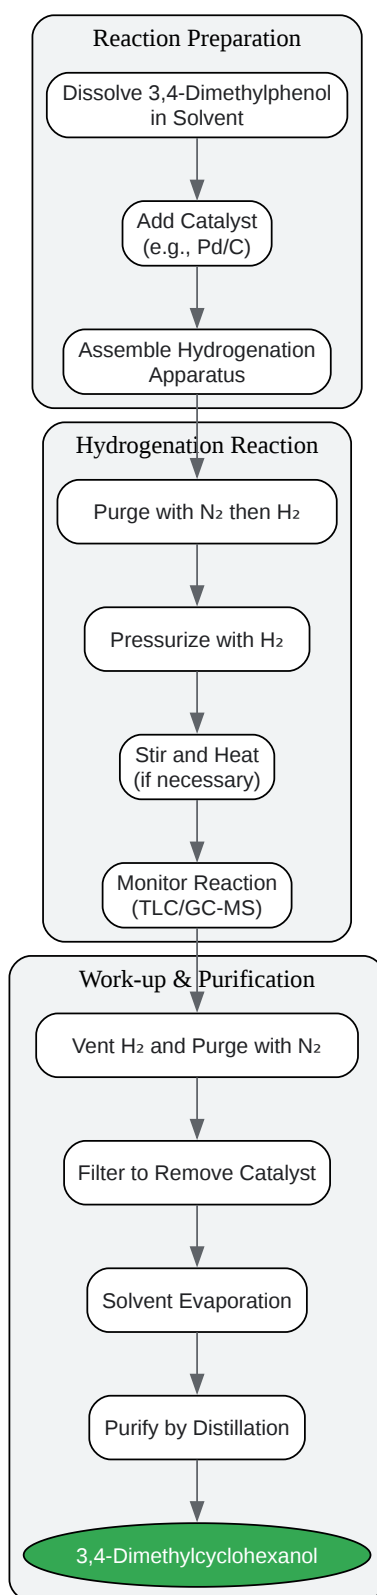 Reaction Preparation
Dissolve 3,4-Dimethylphenol
in Solvent
Add Catalyst
(e.g., Pd/C)
Assemble Hydrogenation
Apparatus
Hydrogenation Reaction
Purge with N₂ then H₂
Pressurize with H₂
Stir and Heat
(if necessary)
Monitor Reaction
(TLC/GC-MS)
Work-up & Purification
Vent H₂ and Purge with N₂
Filter to Remove Catalyst
Solvent Evaporation
Purify by Distillation
3,4-Dimethylcyclohexanol